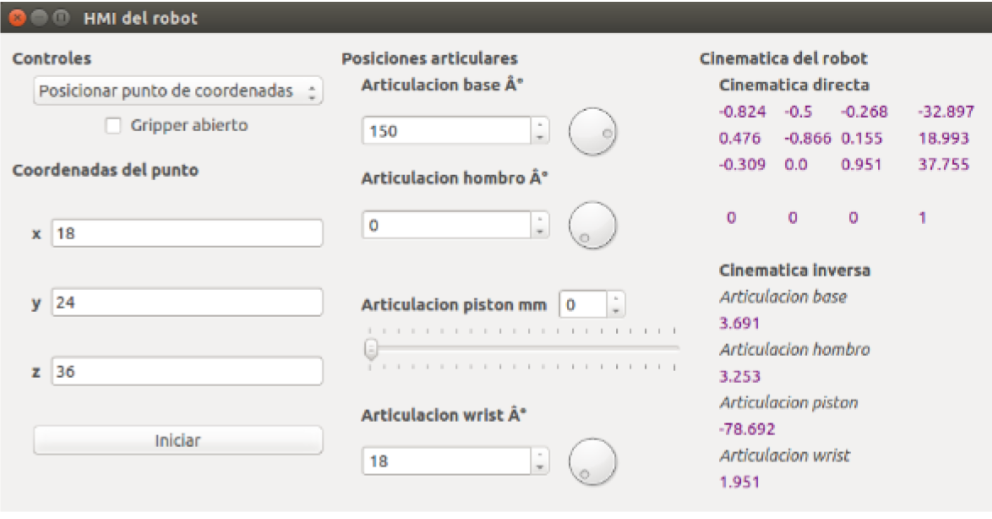 HMI del robot
Controles
Posicionar punto de coordenadas
Gripper abierto
Coordenadas del punto
x 18
y 24
z 36
Iniciar
Posiciones articulares
Articulacion base Â°
150
Articulacion hombro Â°
0
Articulacion piston mm 0
Articulacion wrist Â°
18
Cinematica del robot
Cinematica directa
-0.824 -0.5 -0.268 -32.897
0.476 -0.866 0.155 18.993
-0.309 0.0 0.951 37.755
0 0 0 1
Cinematica inversa
Articulacion base
3.691
Articulacion hombro
3.253
Articulacion piston
-78.692
Articulacion wrist
1.951